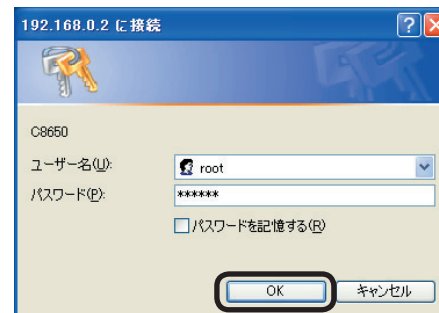 192.168.0.2 に接続
C8650
ユーザー名(U):
root
パスワード(P):
******
パスワードを記憶する(R)
OK
キャンセル